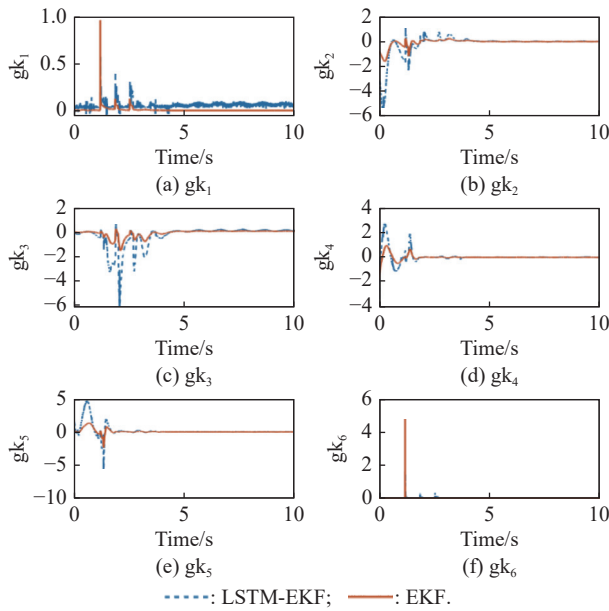 1.0
0.5
0
gk₁
0
5
10
Time/s
(a) gk₁
2
0
−2
−4
−6
gk₂
0
5
10
Time/s
(b) gk₂
2
0
−2
−4
−6
gk₃
0
5
10
Time/s
(c) gk₃
4
2
0
−2
−4
gk₄
0
5
10
Time/s
(d) gk₄
5
0
−5
−10
gk₅
0
5
10
Time/s
(e) gk₅
6
4
2
0
gk₆
0
5
10
Time/s
(f) gk₆
: LSTM-EKF; : EKF.